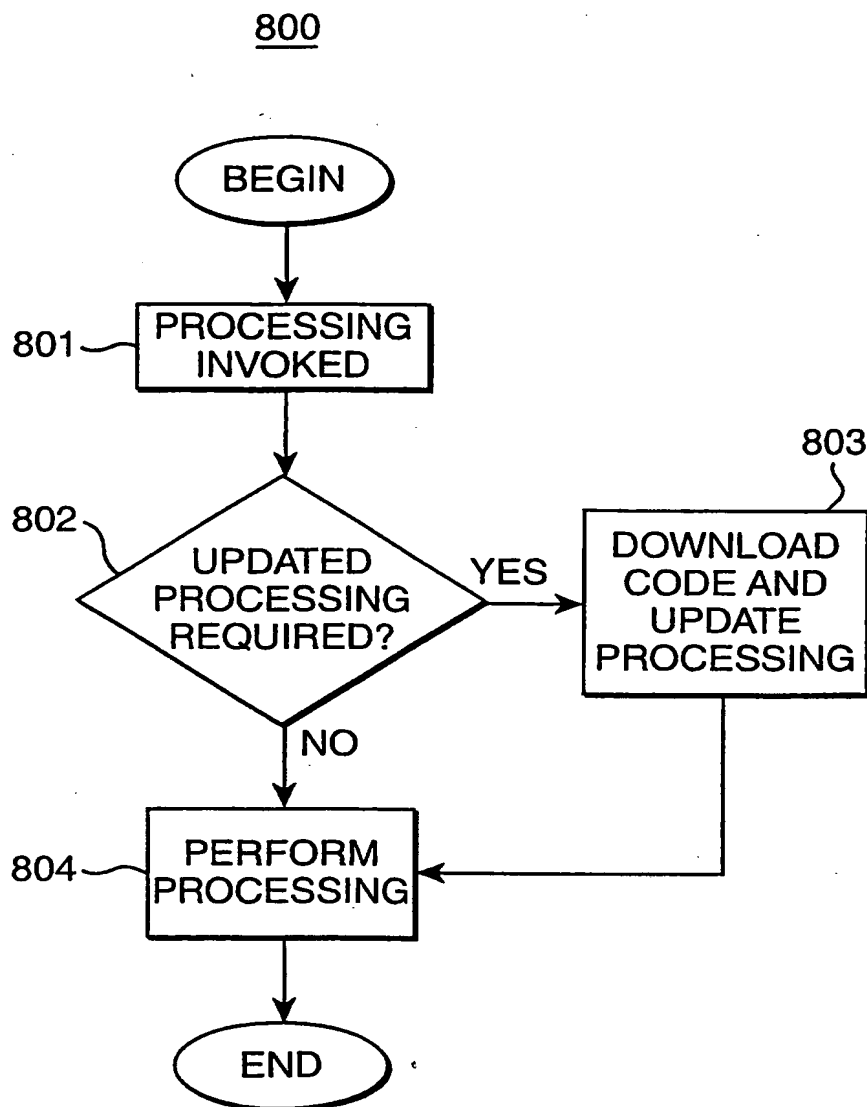 800
BEGIN
801
PROCESSING
INVOKED
802
UPDATED
PROCESSING
REQUIRED?
YES
803
DOWNLOAD
CODE AND
UPDATE
PROCESSING
NO
804
PERFORM
PROCESSING
END